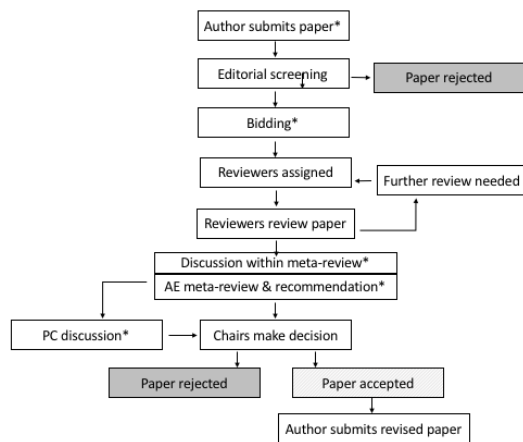 Author submits paper*
Editorial screening
Paper rejected
Bidding*
Reviewers assigned
Further review needed
Reviewers review paper
Discussion within meta-review*
AE meta-review & recommendation*
PC discussion*
Chairs make decision
Paper rejected
Paper accepted
Author submits revised paper